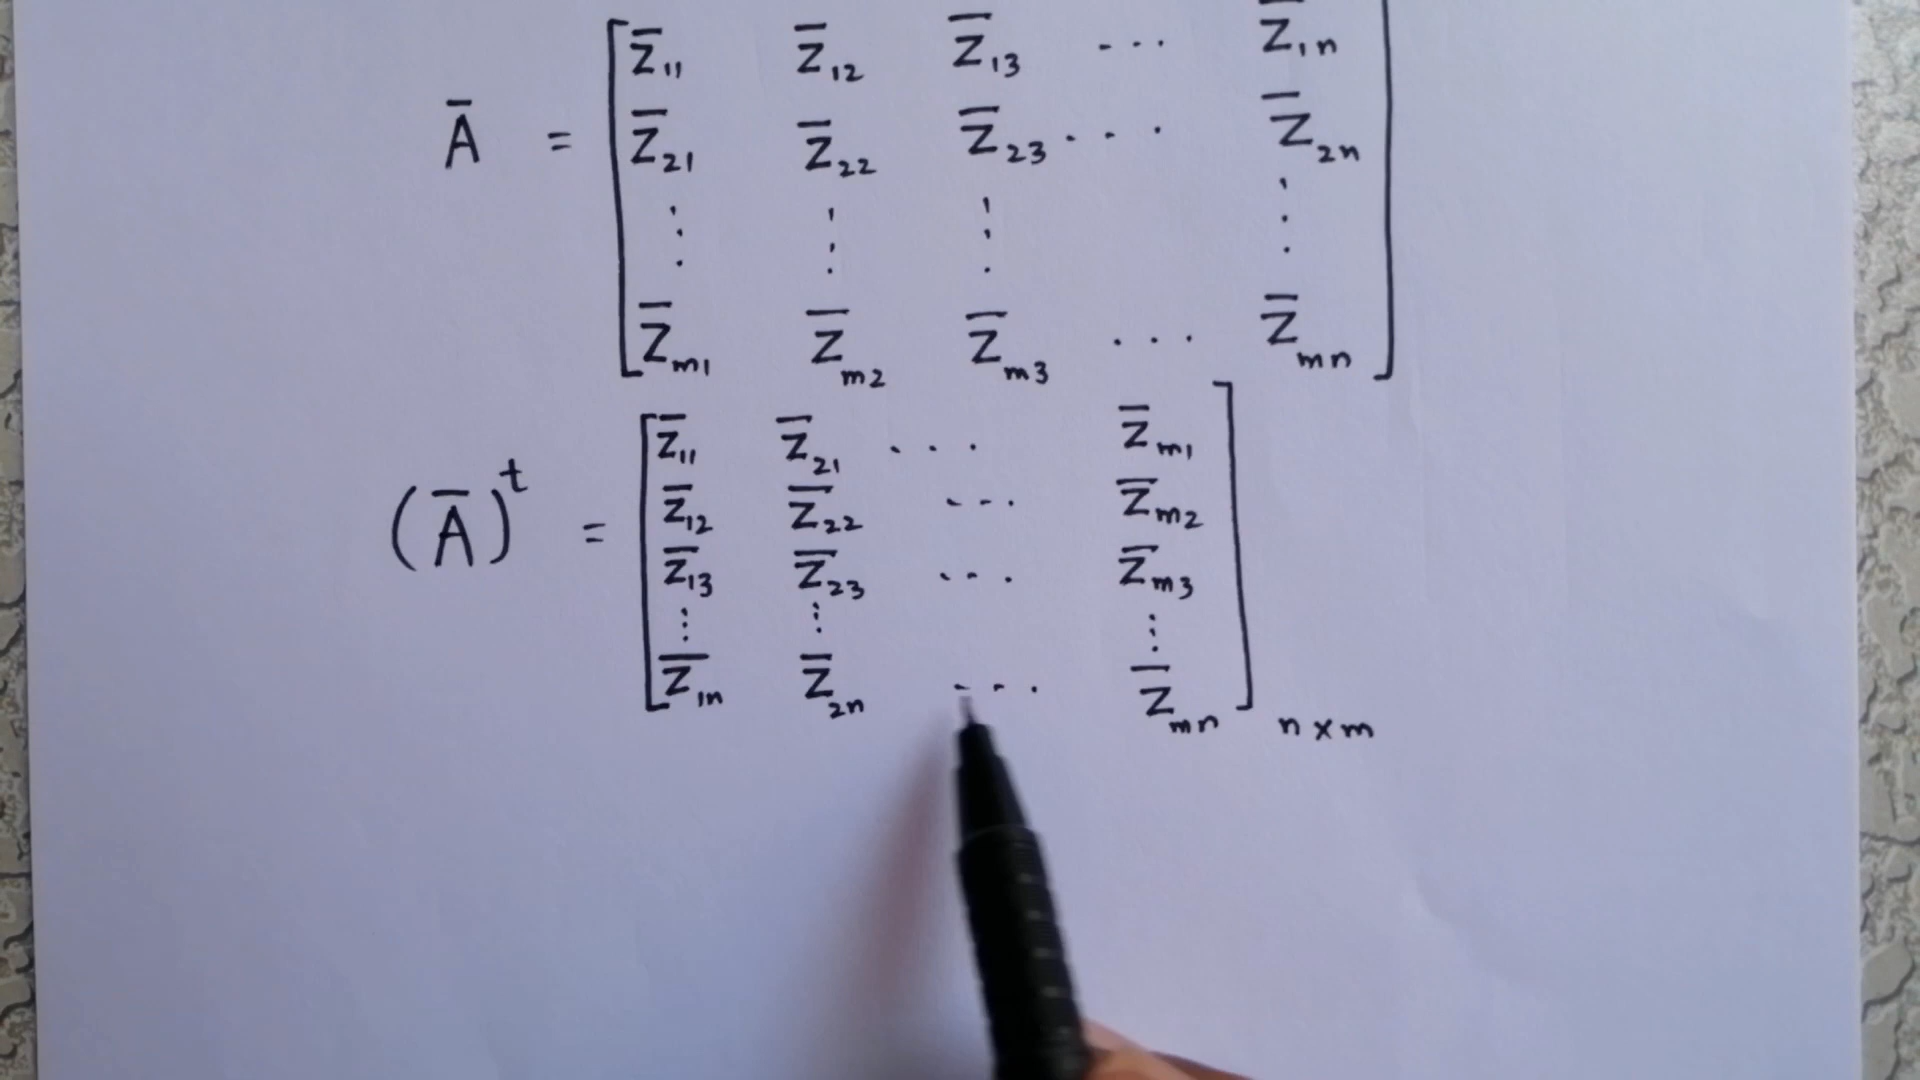 Z̅₁₁ Z̅₁₂ Z̅₁₃ ... Z̅₁ₙ
A̅ = Z̅₂₁ Z̅₂₂ Z̅₂₃ ... Z̅₂ₙ
⋮ ⋮ ⋮ ⋮
Z̅ₘ₁ Z̅ₘ₂ Z̅ₘ₃ ... Z̅ₘₙ
Z̅₁₁ Z̅₂₁ ... Z̅ₘ₁
(A̅)ᵗ = Z̅₁₂ Z̅₂₂ ... Z̅ₘ₂
Z̅₁₃ Z̅₂₃ ... Z̅ₘ₃
⋮ ⋮ ⋮
Z̅₁ₙ Z̅₂ₙ ... Z̅ₘₙ n×m